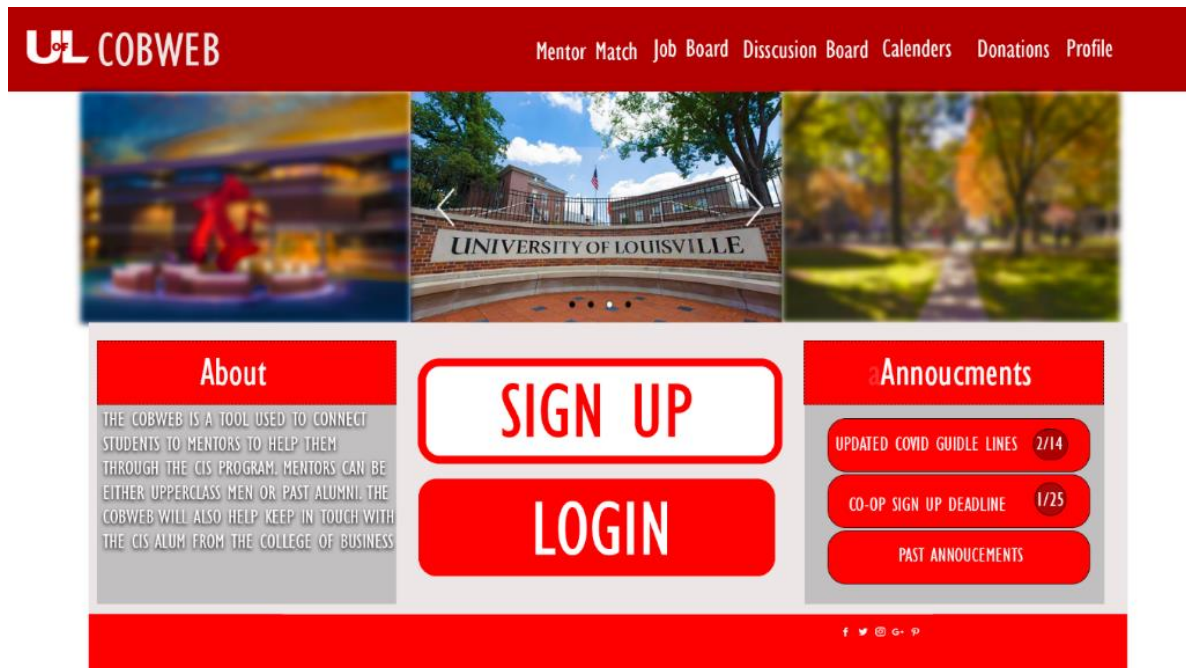 UofL COBWEB
Mentor Match Job Board Disscusion Board Calenders Donations Profile
UNIVERSITY OF LOUISVILLE
About
THE COBWEB IS A TOOL USED TO CONNECT
STUDENTS TO MENTORS TO HELP THEM
THROUGH THE CIS PROGRAM. MENTORS CAN BE
EITHER UPPERCLASS MEN OR PAST ALUMNI. THE
COBWEB WILL ALSO HELP KEEP IN TOUCH WITH
THE CIS ALUM FROM THE COLLEGE OF BUSINESS
SIGN UP
LOGIN
aAnnoucments
UPDATED COVID GUIDLE LINES 2/14
CO-OP SIGN UP DEADLINE 1/25
PAST ANNOUCEMENTS
f G+